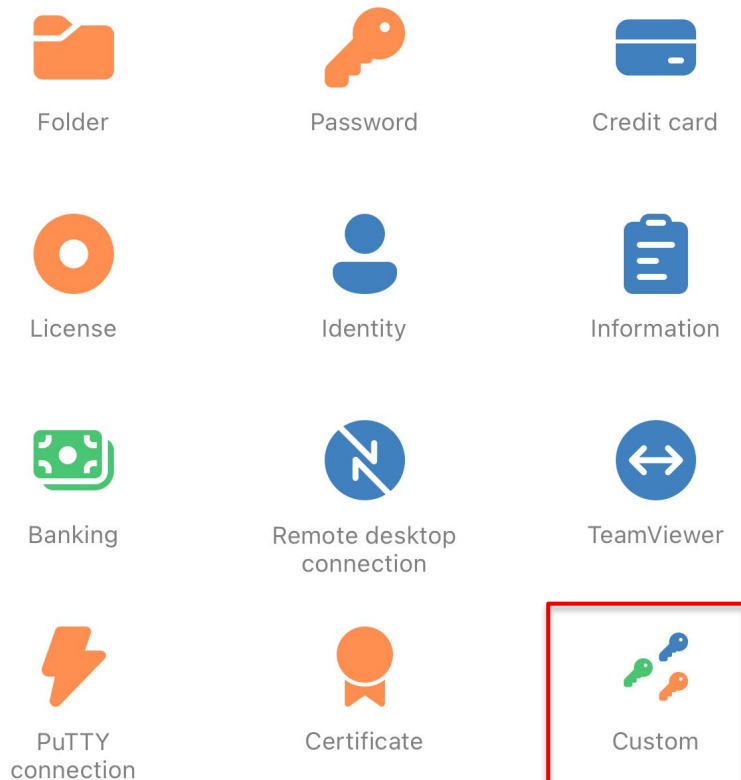 Folder
Password
Credit card
License
Identity
Information
Banking
Remote desktop
connection
TeamViewer
PuTTY
connection
Certificate
Custom